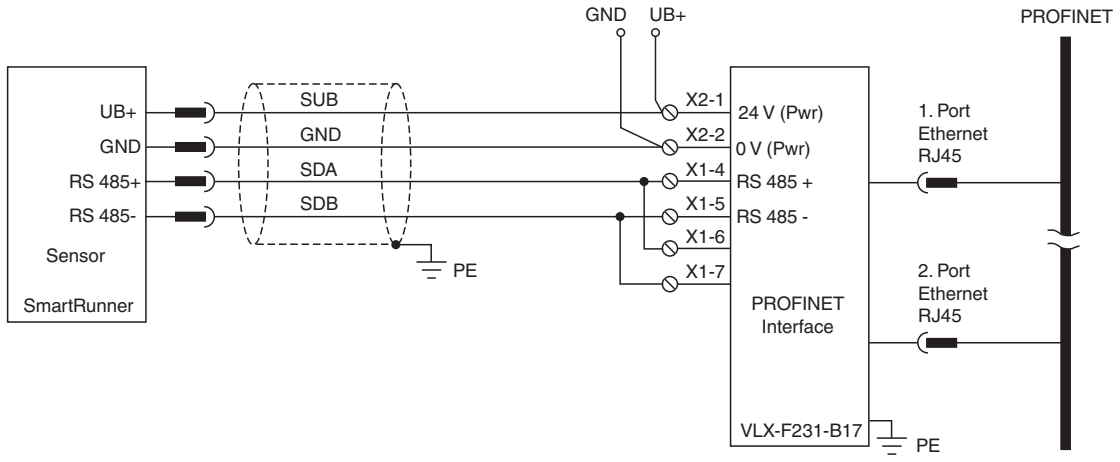 GND UB+
PROFINET
UB+
SUB
X2-1
24 V (Pwr)
1. Port
Ethernet
RJ45
GND
GND
X2-2
0 V (Pwr)
RS 485+
SDA
X1-4
RS 485 +
RS 485-
SDB
X1-5
RS 485 -
X1-6
Sensor
PE
X1-7
2. Port
Ethernet
RJ45
SmartRunner
PROFINET
Interface
VLX-F231-B17
PE